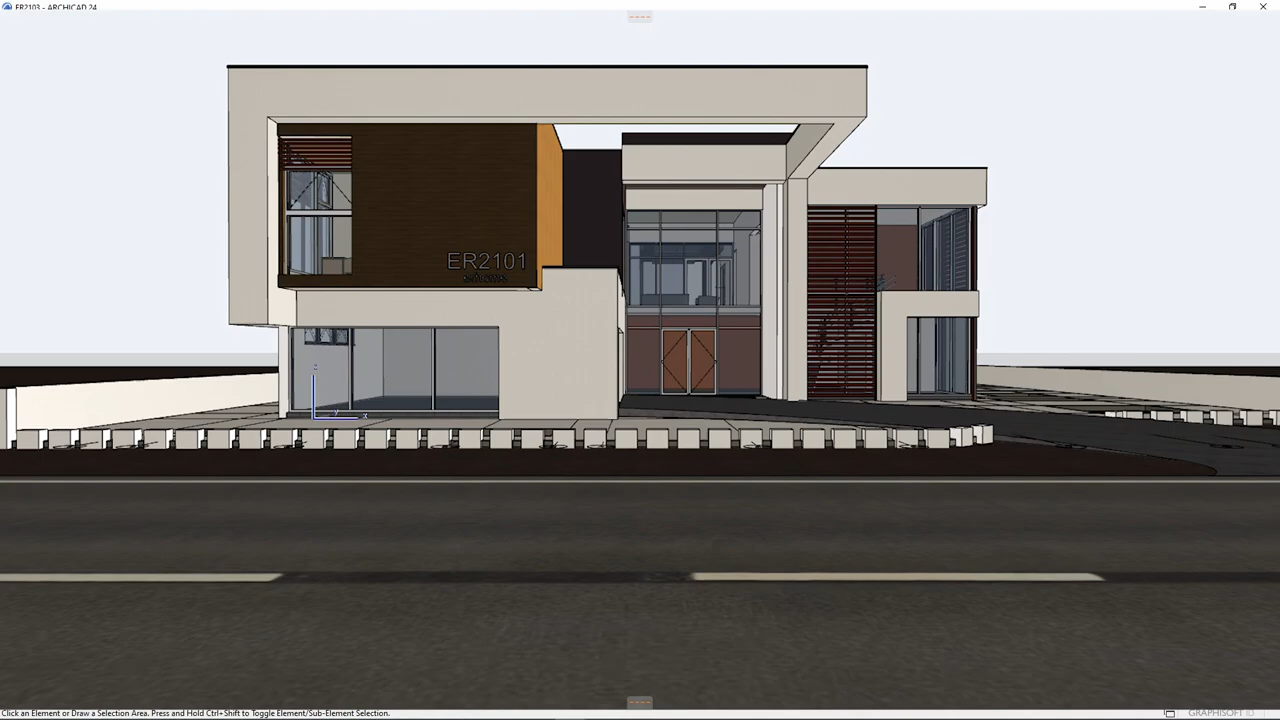 ER2103 - ARCHICAD 24
ER2101
Click an Element or Draw a Selection Area. Press and Hold Ctrl+Shift to Toggle Element/Sub-Element Selection.
GRAPHISOFT ID